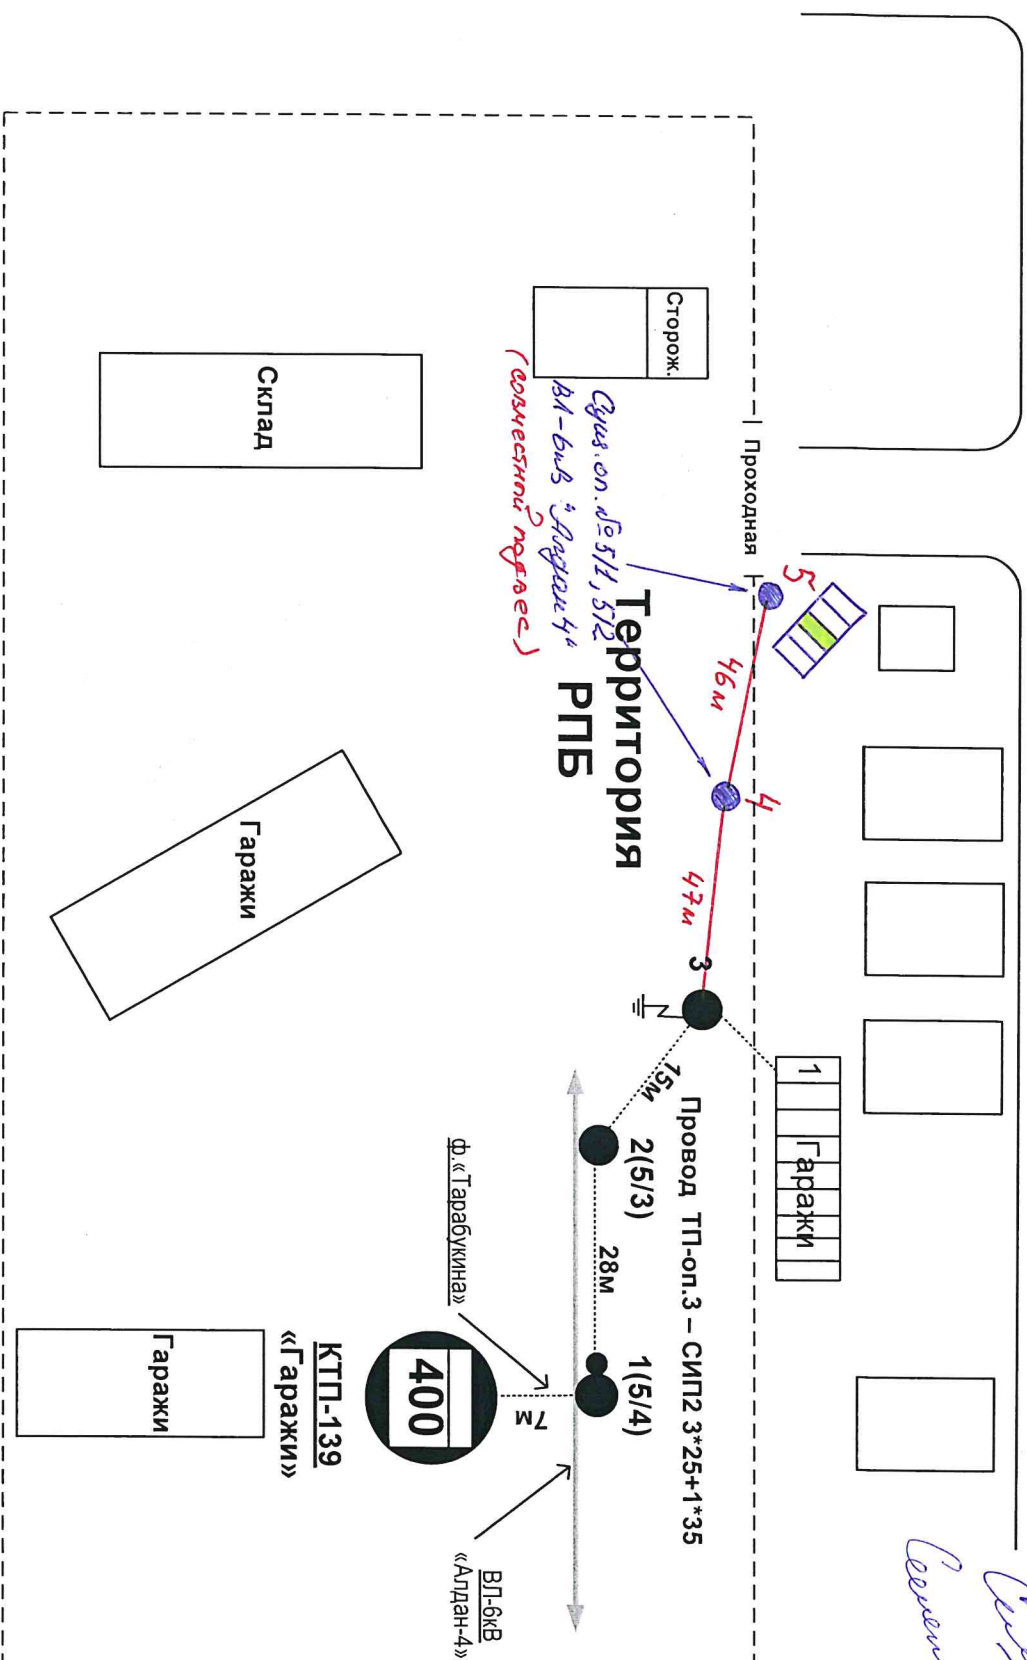 Проходная
Сторож.
Склад
Сущ. оп. № 5/1, 5/2
ВЛ-6кВ "Алдан 4"
(совместный подвес)
Территория
РПБ
5
46м
4
47м
3
15м
Гаражи
1
Гаражи
Провод ТП-оп.3 – СИП2 3*25+1*35
2(5/3)
28м
1(5/4)
7м
ф.«Тарабукина»
400
КТП-139
«Гаражи»
Гаражи
ВЛ-6кВ
«Алдан-4»